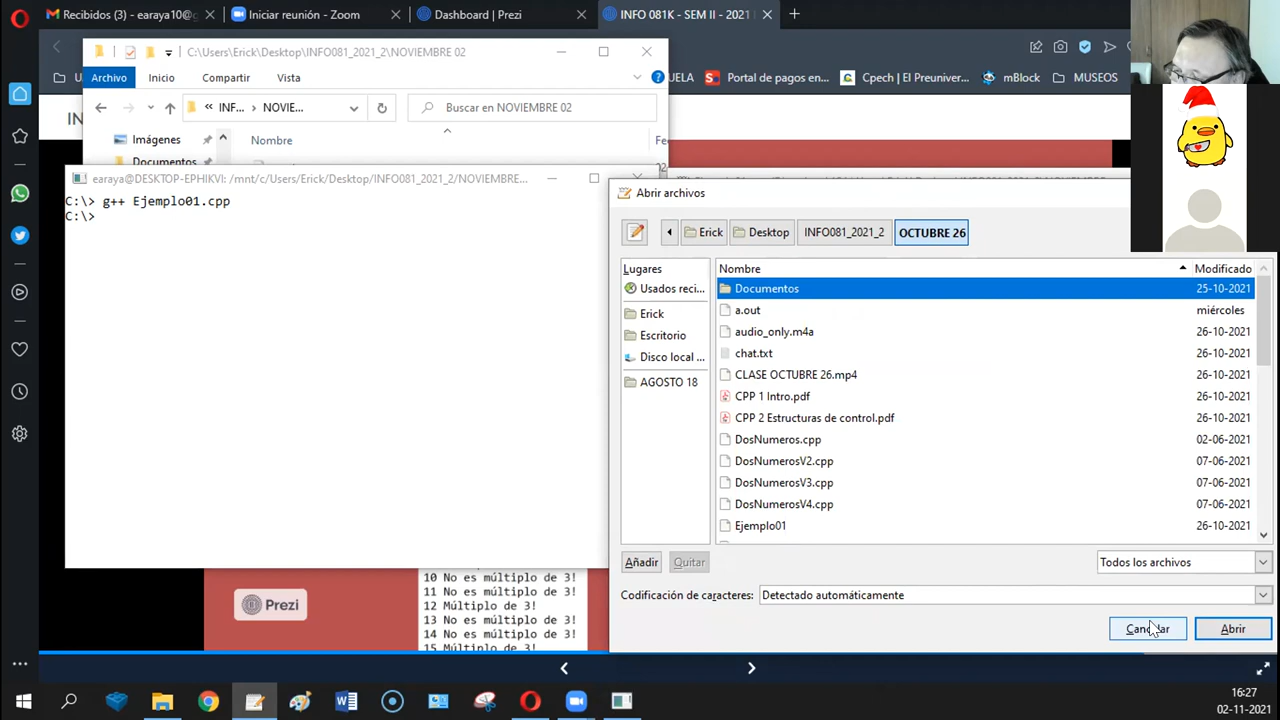 Recibidos (3) - earaya10@g
Iniciar reunión - Zoom
Dashboard | Prezi
INFO 081K - SEM II - 2021
C:\Users\Erick\Desktop\INFO081_2021_2\NOVIEMBRE 02
Archivo Inicio Compartir Vista
U
UELA
Portal de pagos en...
Cpech | El Preuniver...
mBlock
MUSEOS
« INF... > NOVIE...
Buscar en NOVIEMBRE 02
IN
Imágenes
Nombre
Fe
Documentos
02
earaya@DESKTOP-EPHIKVI: /mnt/c/Users/Erick/Desktop/INFO081_2021_2/NOVIEMBRE...
C:\> g++ Ejemplo01.cpp
C:\>
Abrir archivos
Erick Desktop INFO081_2021_2 OCTUBRE 26
Lugares
Usados reci...
Erick
Escritorio
Disco local ...
AGOSTO 18
Nombre Modificado
Documentos 25-10-2021
a.out miércoles
audio_only.m4a 26-10-2021
chat.txt 26-10-2021
CLASE OCTUBRE 26.mp4 26-10-2021
CPP 1 Intro.pdf 26-10-2021
CPP 2 Estructuras de control.pdf 26-10-2021
DosNumeros.cpp 02-06-2021
DosNumerosV2.cpp 07-06-2021
DosNumerosV3.cpp 07-06-2021
DosNumerosV4.cpp 07-06-2021
Ejemplo01 26-10-2021
Añadir Quitar
Todos los archivos
Codificación de caracteres: Detectado automáticamente
Cancelar Abrir
Prezi
10 No es múltiplo de 3!
11 No es múltiplo de 3!
12 Múltiplo de 3!
13 No es múltiplo de 3!
14 No es múltiplo de 3!
15 Múltiplo de 3!
16:27
02-11-2021